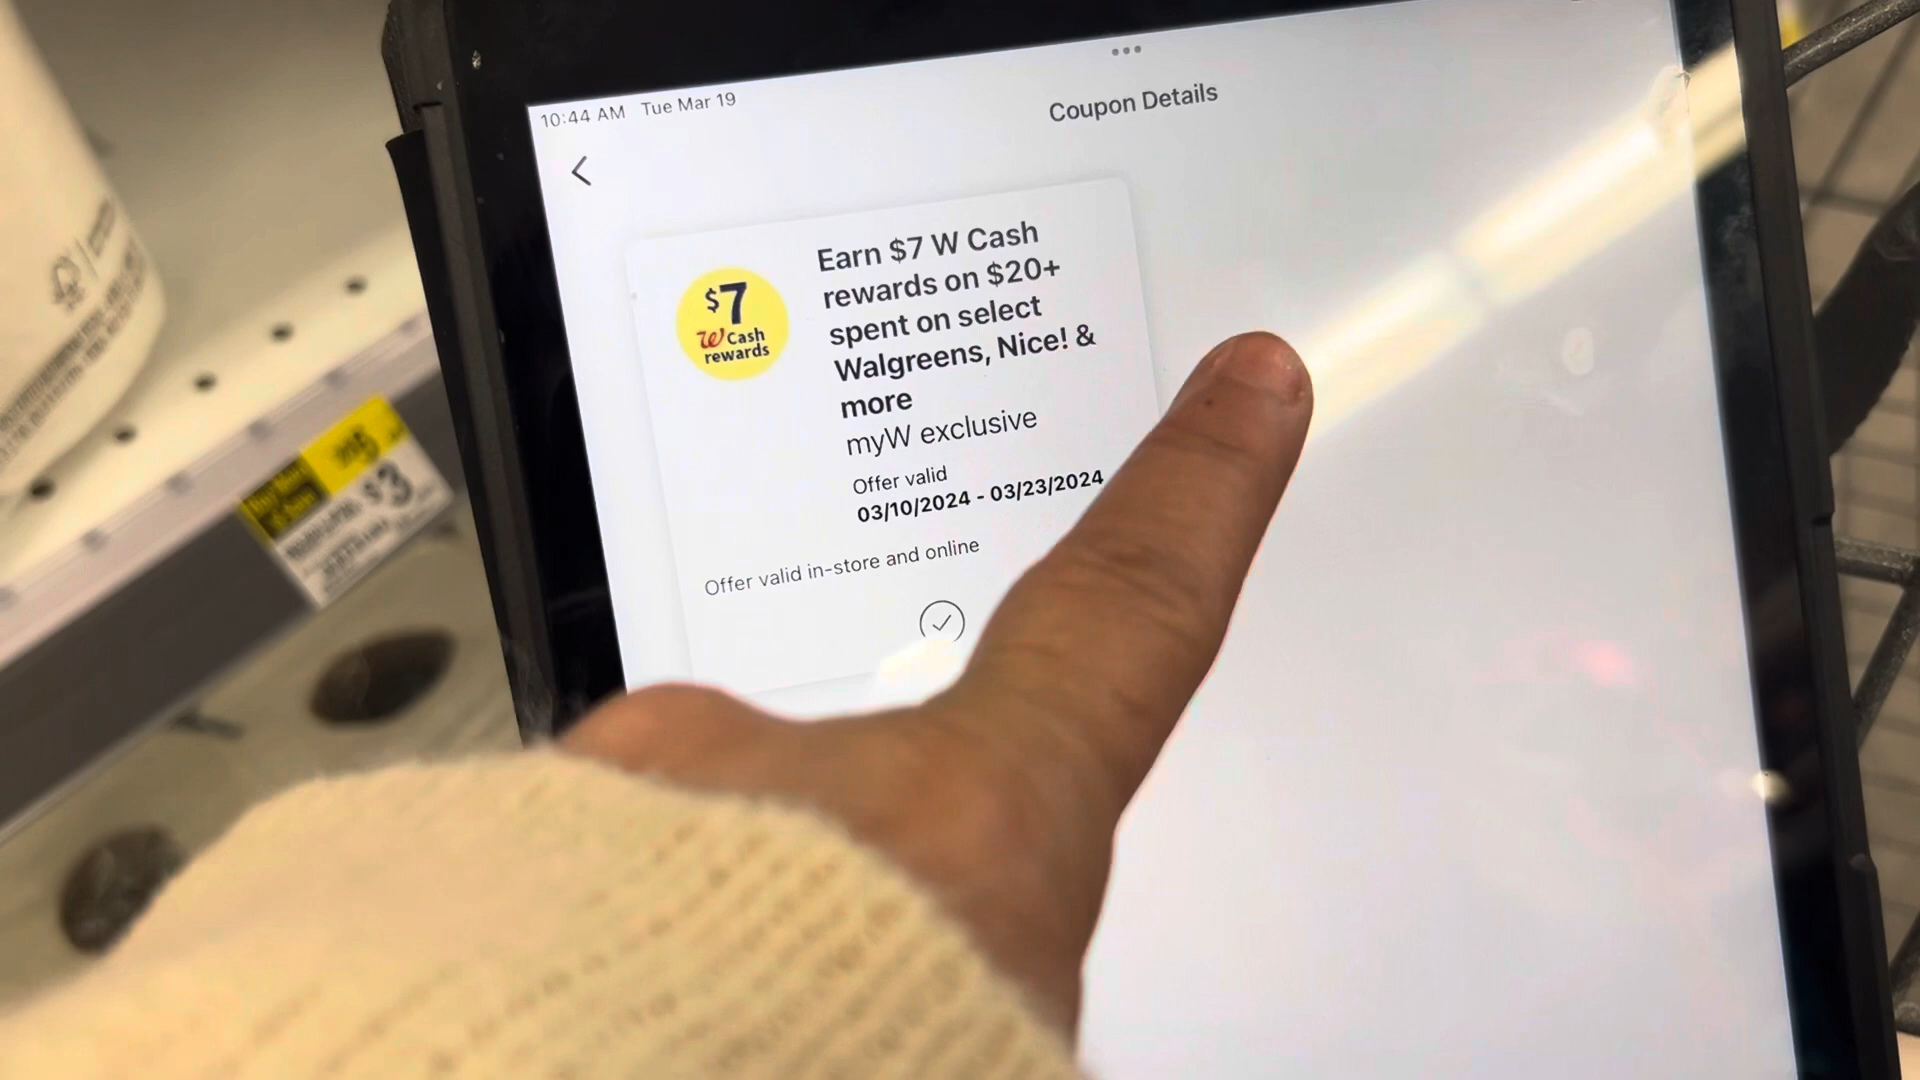 10:44 AM Tue Mar 19
Coupon Details
$7
W Cash
rewards
Earn $7 W Cash
rewards on $20+
spent on select
Walgreens, Nice! &
more
myW exclusive
Offer valid
03/10/2024 - 03/23/2024
Offer valid in-store and online
$3